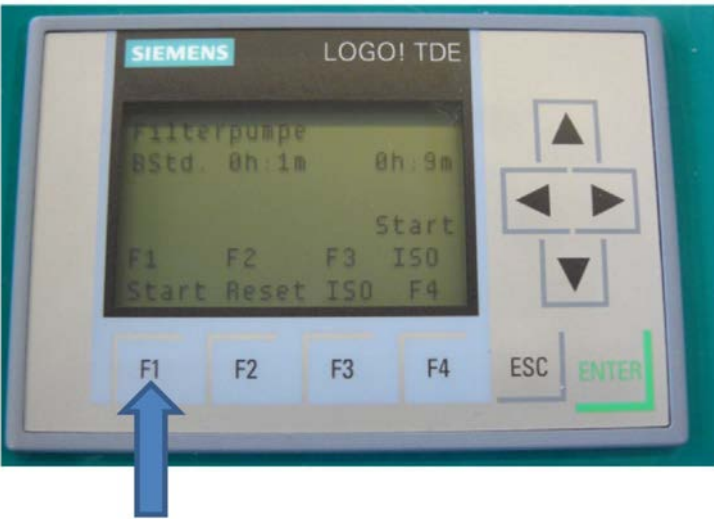 SIEMENS LOGO! TDE
Filterpumpe
BStd. 0h:1m 0h:9m
Start
F1 F2 F3 ISO
Start Reset ISO F4
F1 F2 F3 F4 ESC ENTER